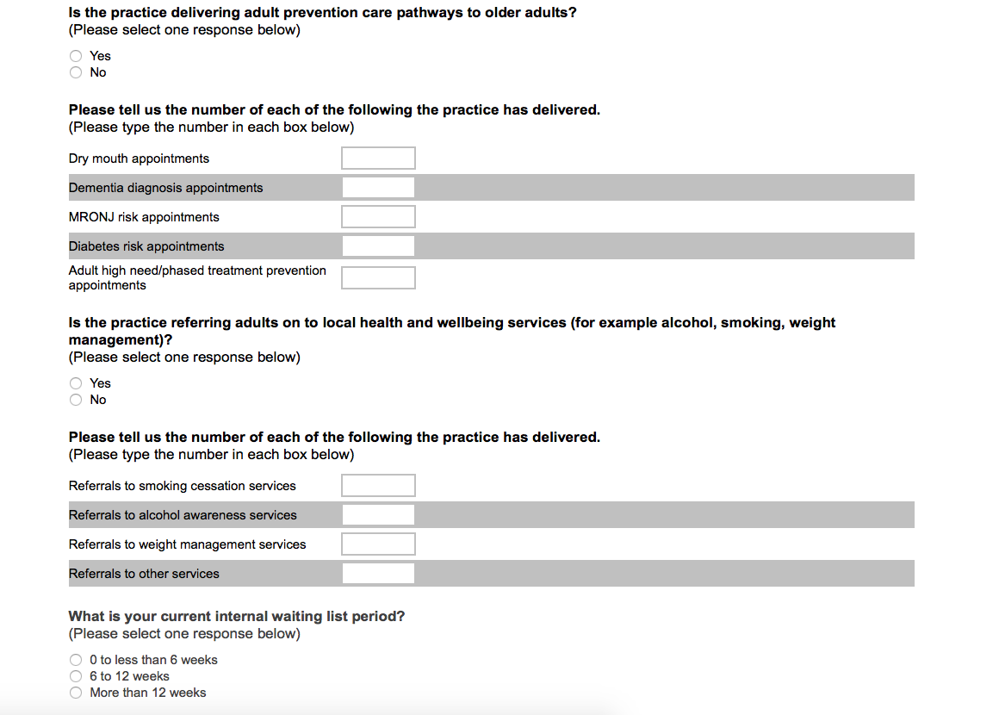 Is the practice delivering adult prevention care pathways to older adults?
(Please select one response below)
Yes
No
Please tell us the number of each of the following the practice has delivered.
(Please type the number in each box below)
Dry mouth appointments
Dementia diagnosis appointments
MRONJ risk appointments
Diabetes risk appointments
Adult high need/phased treatment prevention
appointments
Is the practice referring adults on to local health and wellbeing services (for example alcohol, smoking, weight
management)?
(Please select one response below)
Yes
No
Please tell us the number of each of the following the practice has delivered.
(Please type the number in each box below)
Referrals to smoking cessation services
Referrals to alcohol awareness services
Referrals to weight management services
Referrals to other services
What is your current internal waiting list period?
(Please select one response below)
0 to less than 6 weeks
6 to 12 weeks
More than 12 weeks